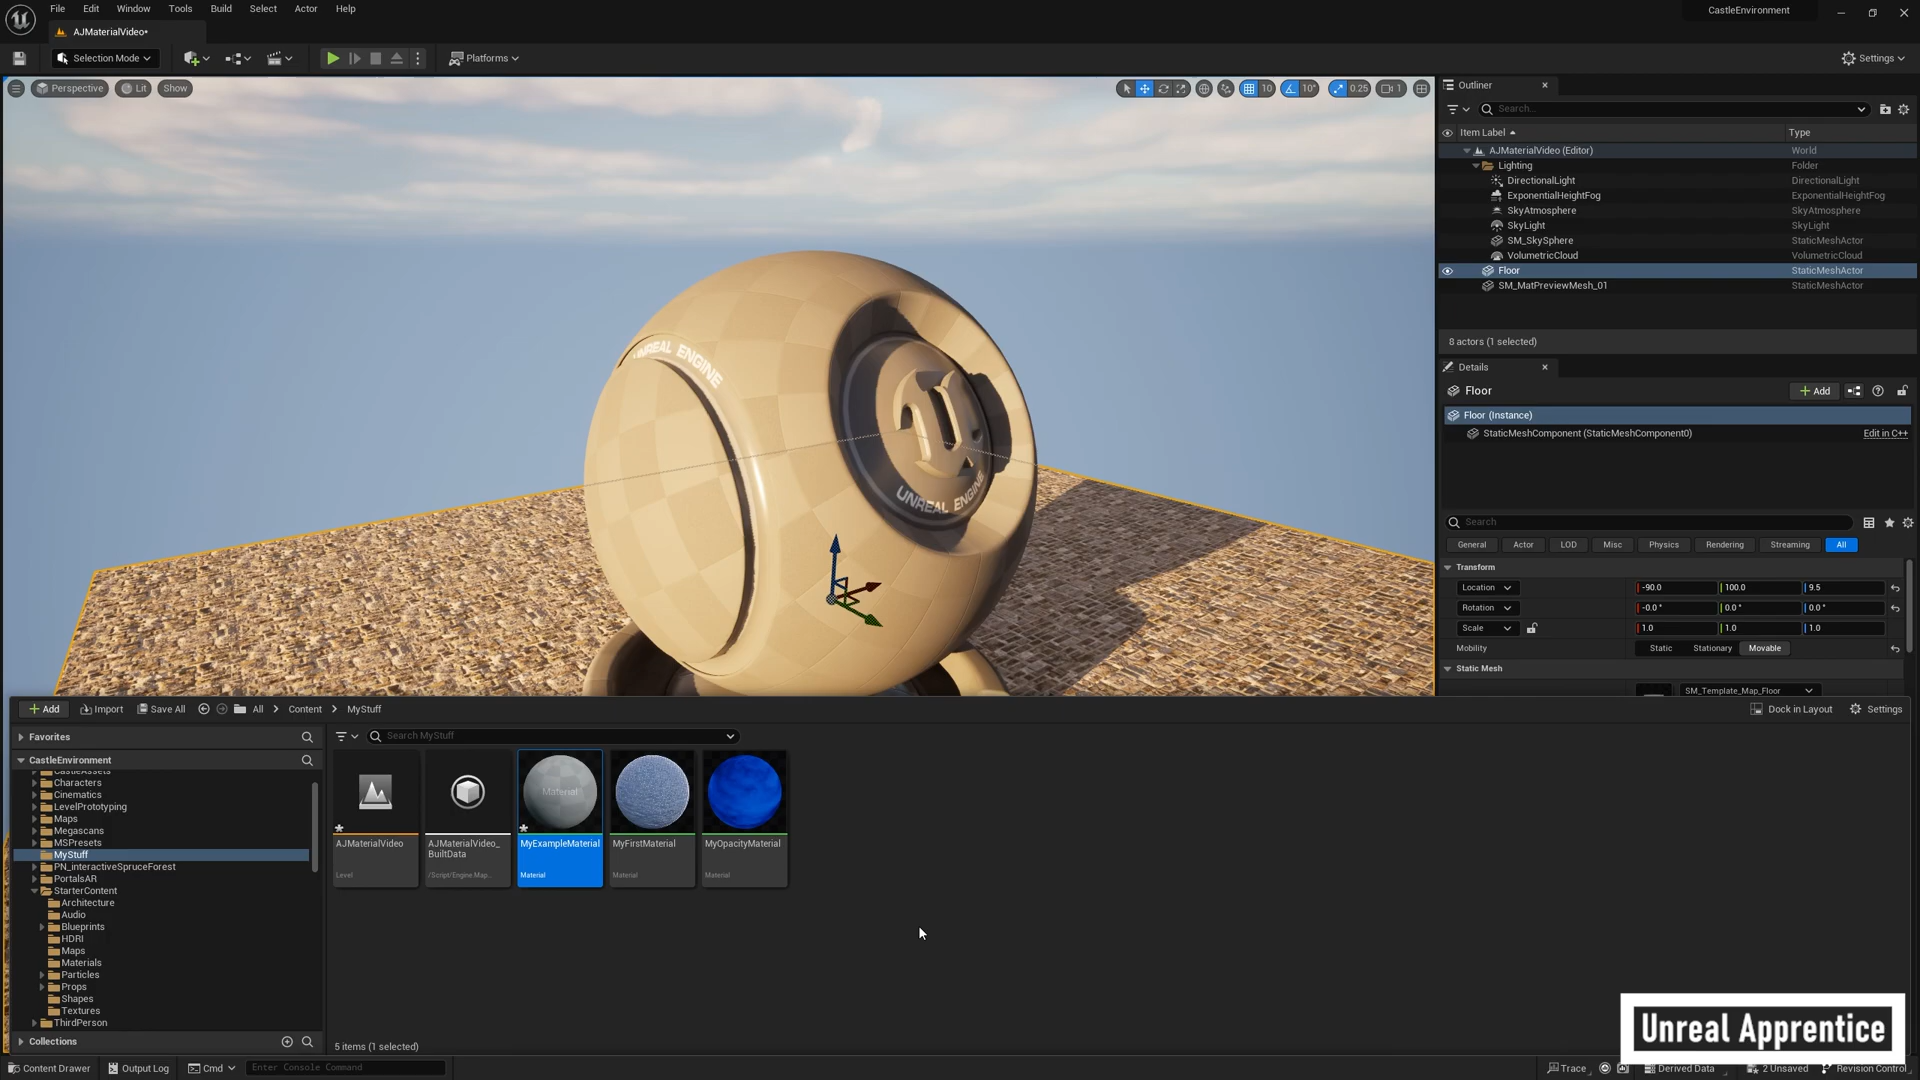 File Edit Window Tools Build Select Actor Help
CastleEnvironment
AJMaterialVideo•
Selection Mode
Platforms
Settings
Perspective Lit Show
10 10° 0.25 1
UNREAL ENGINE
UNREAL ENGINE
Outliner
Search...
Item Label Type
AJMaterialVideo (Editor) World
Lighting Folder
DirectionalLight DirectionalLight
ExponentialHeightFog ExponentialHeightFog
SkyAtmosphere SkyAtmosphere
SkyLight SkyLight
SM_SkySphere StaticMeshActor
VolumetricCloud VolumetricCloud
Floor StaticMeshActor
SM_MatPreviewMesh_01 StaticMeshActor
8 actors (1 selected)
Details
Floor
+ Add
Floor (Instance)
StaticMeshComponent (StaticMeshComponent0) Edit in C++
Search
General Actor LOD Misc Physics Rendering Streaming All
Transform
Location -90.0 100.0 9.5
Rotation -0.0 ° 0.0 ° 0.0 °
Scale 1.0 1.0 1.0
Mobility Static Stationary Movable
Static Mesh
SM_Template_Map_Floor
+ Add Import Save All All > Content > MyStuff
Dock in Layout Settings
Favorites
Search MyStuff
CastleEnvironment
CastleAssets
Characters
Cinematics
LevelPrototyping
Maps
Megascans
MSPresets
MyStuff
PN_interactiveSpruceForest
PortalsAR
StarterContent
Architecture
Audio
Blueprints
HDRI
Maps
Materials
Particles
Props
Shapes
Textures
ThirdPerson
Collections
AJMaterialVideo
Level
AJMaterialVideo_
BuiltData
/Script/Engine.Map...
Material
MyExampleMaterial
Material
MyFirstMaterial
Material
MyOpacityMaterial
Material
5 items (1 selected)
Unreal Apprentice
Content Drawer Output Log Cmd Enter Console Command
Trace Derived Data 2 Unsaved Revision Control